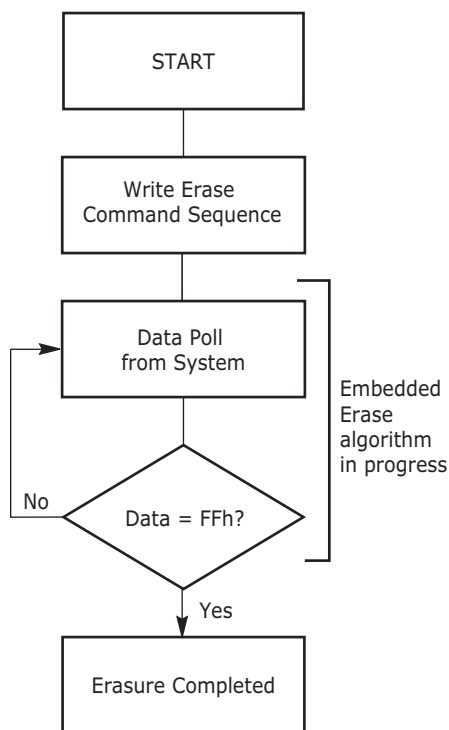 START
Write Erase
Command Sequence
Data Poll
from System
Embedded
Erase
algorithm
in progress
No
Data = FFh?
Yes
Erasure Completed